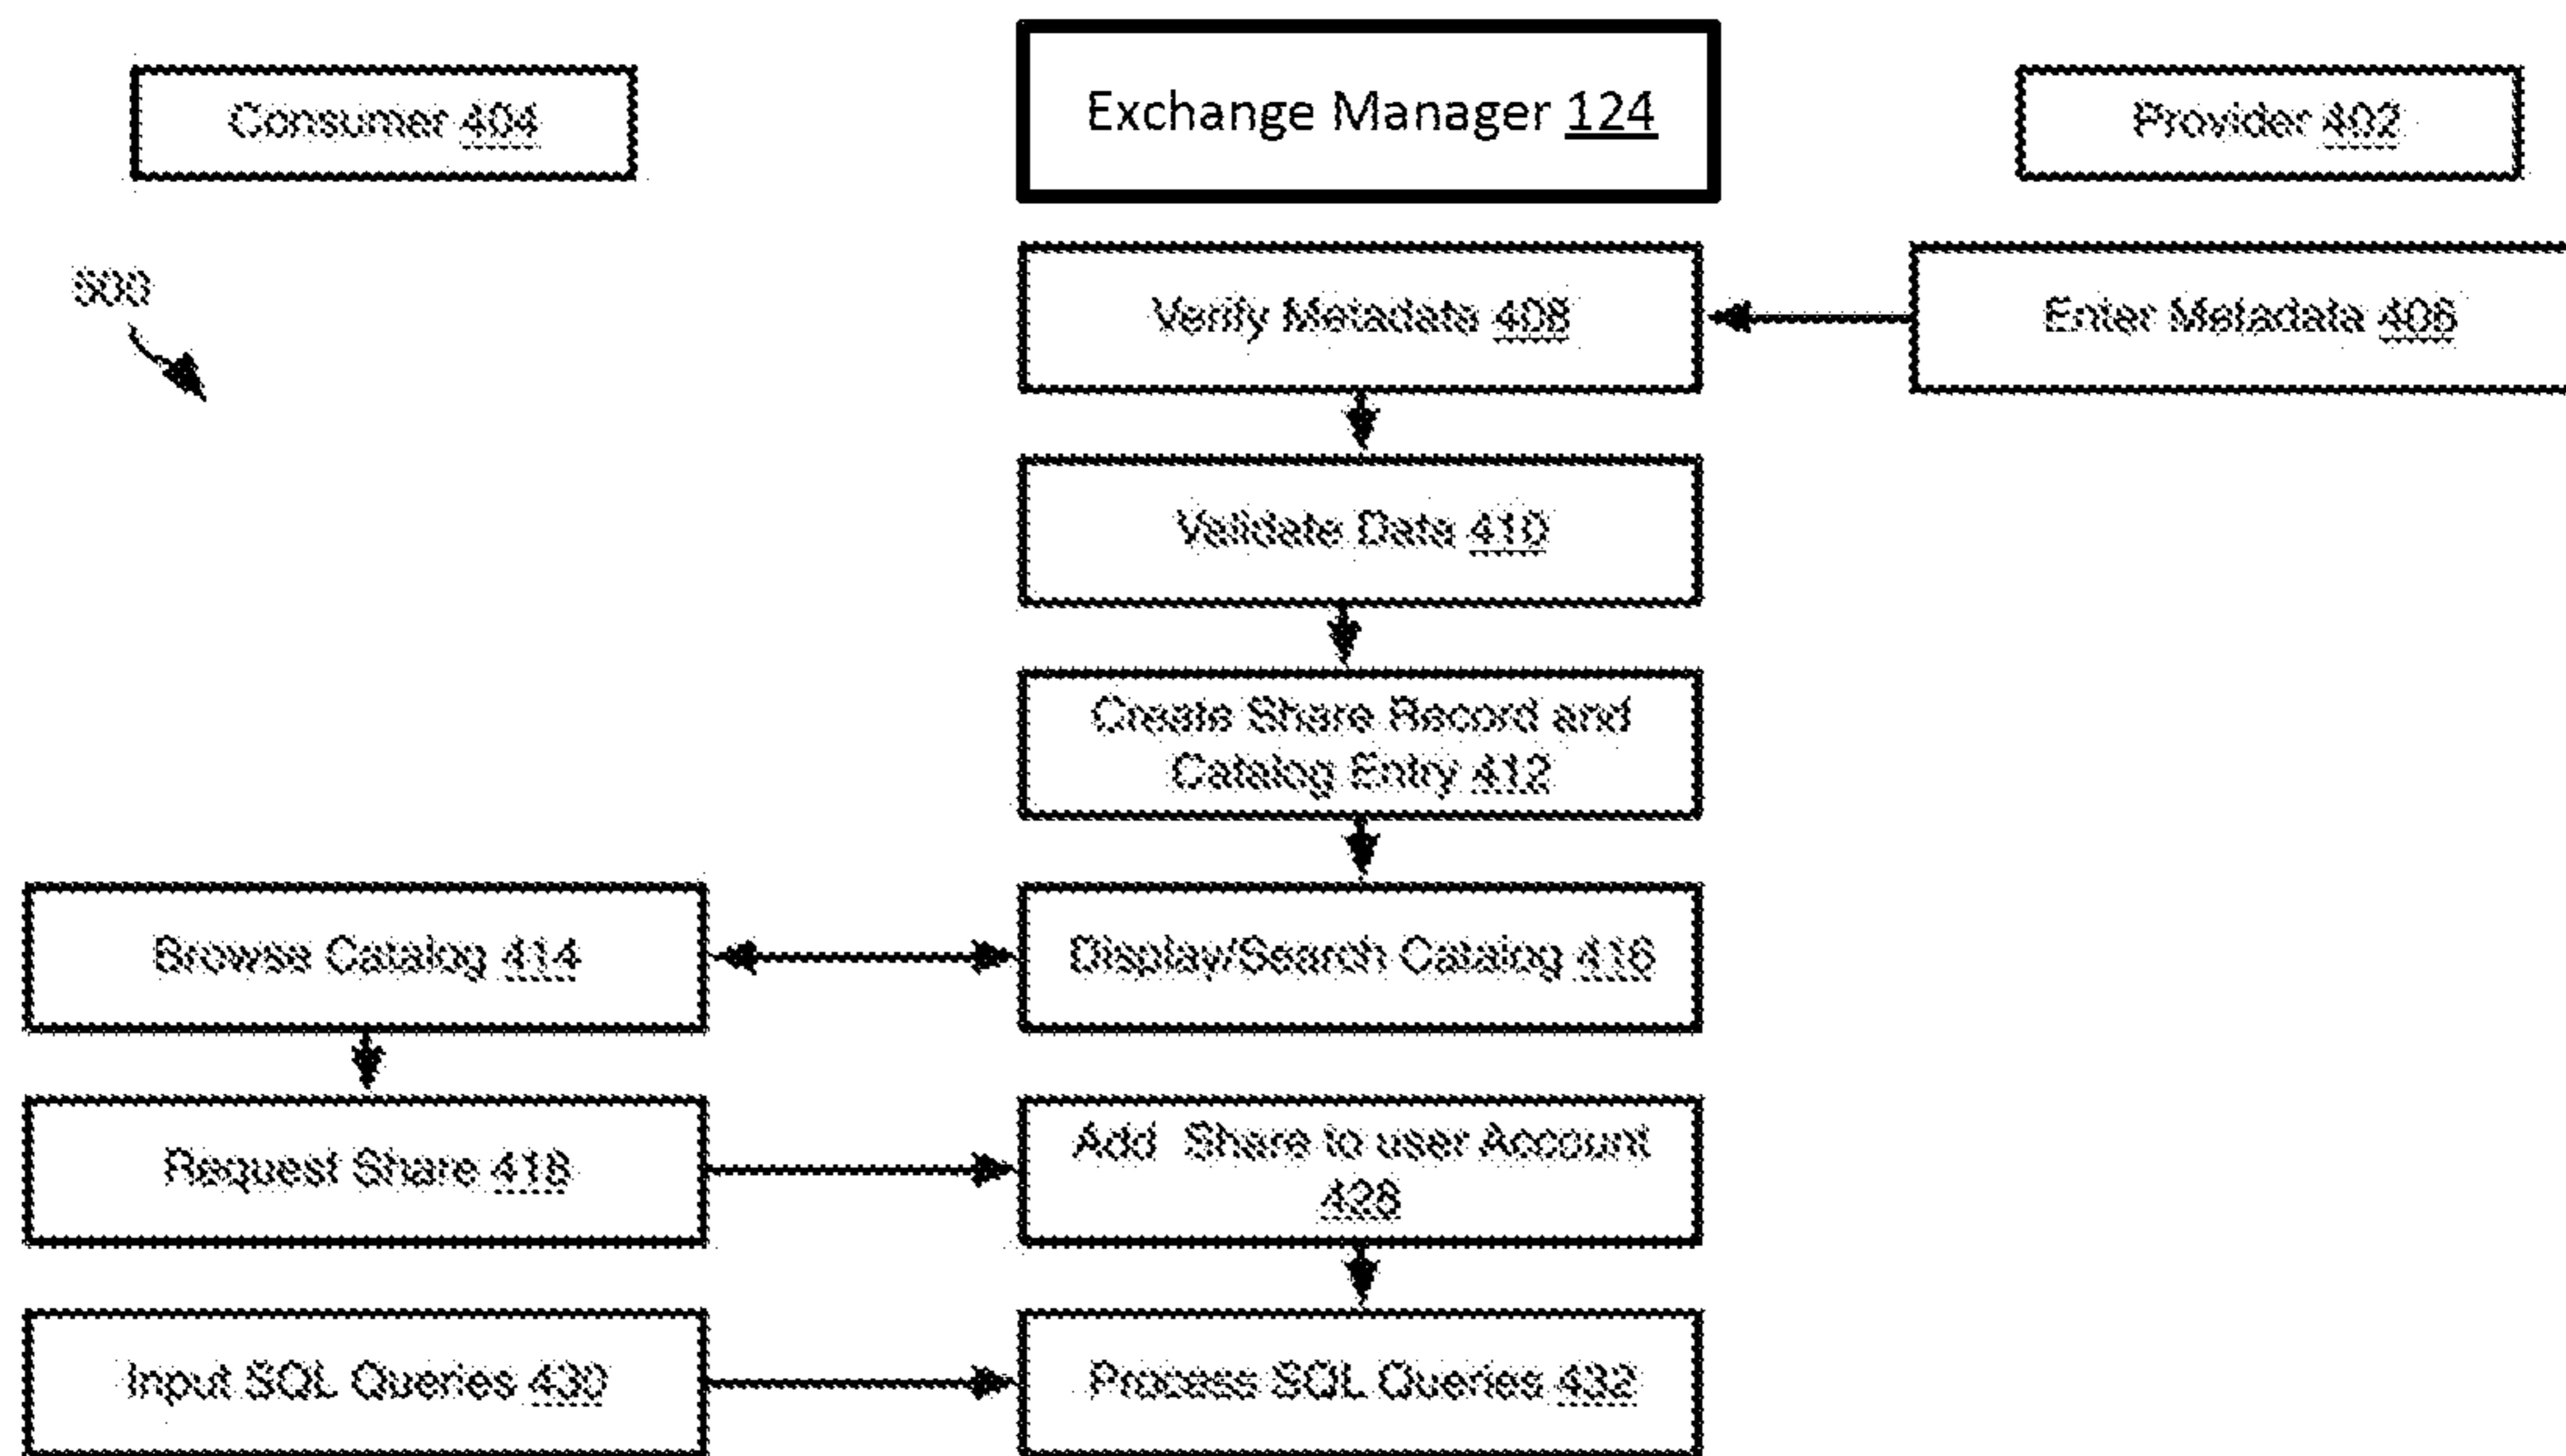 Consumer 404
Exchange Manager 124
Provider 402
500
Verify Metadata 408
Enter Metadata 406
Validate Data 410
Create Share Record and
Catalog Entry 412
Browse Catalog 414
Display/Search Catalog 416
Request Share 418
Add Share to user Account
428
Input SQL Queries 430
Process SQL Queries 432